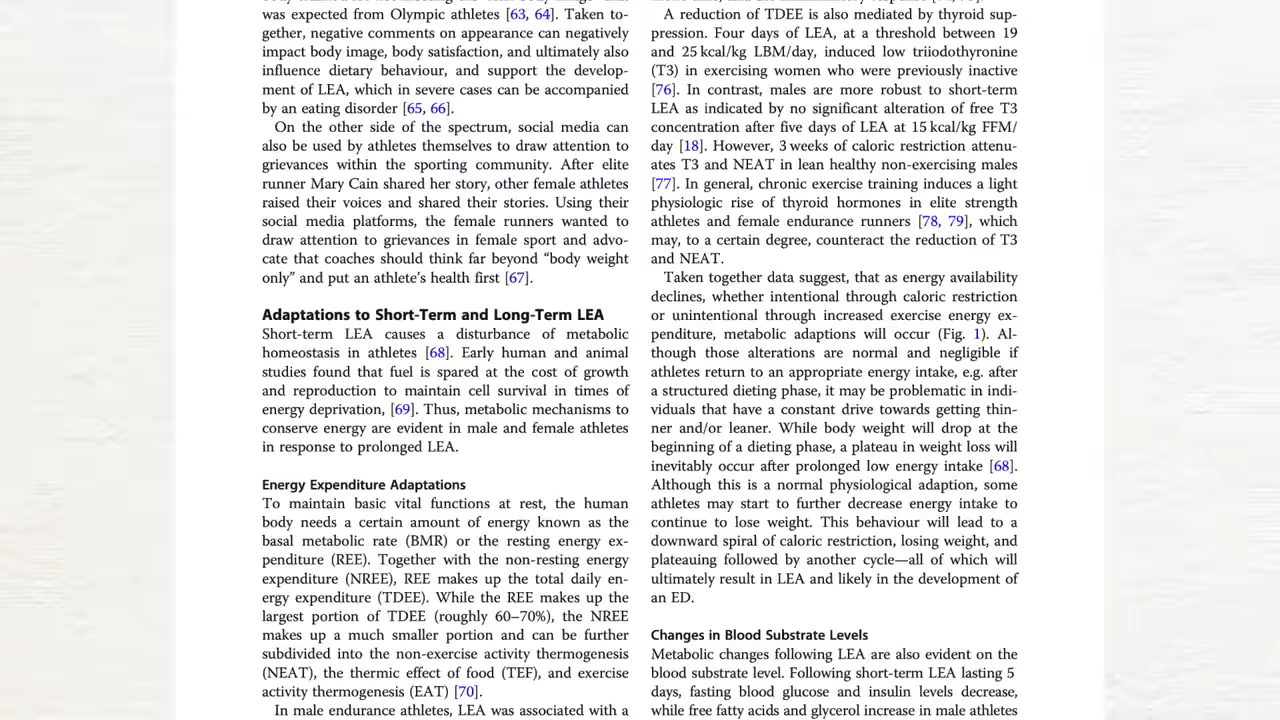 was expected from Olympic athletes [63, 64]. Taken to-
gether, negative comments on appearance can negatively
impact body image, body satisfaction, and ultimately also
influence dietary behaviour, and support the develop-
ment of LEA, which in severe cases can be accompanied
by an eating disorder [65, 66].
On the other side of the spectrum, social media can
also be used by athletes themselves to draw attention to
grievances within the sporting community. After elite
runner Mary Cain shared her story, other female athletes
raised their voices and shared their stories. Using their
social media platforms, the female runners wanted to
draw attention to grievances in female sport and advo-
cate that coaches should think far beyond “body weight
only” and put an athlete’s health first [67].
Adaptations to Short-Term and Long-Term LEA
Short-term LEA causes a disturbance of metabolic
homeostasis in athletes [68]. Early human and animal
studies found that fuel is spared at the cost of growth
and reproduction to maintain cell survival in times of
energy deprivation, [69]. Thus, metabolic mechanisms to
conserve energy are evident in male and female athletes
in response to prolonged LEA.
Energy Expenditure Adaptations
To maintain basic vital functions at rest, the human
body needs a certain amount of energy known as the
basal metabolic rate (BMR) or the resting energy ex-
penditure (REE). Together with the non-resting energy
expenditure (NREE), REE makes up the total daily en-
ergy expenditure (TDEE). While the REE makes up the
largest portion of TDEE (roughly 60–70%), the NREE
makes up a much smaller portion and can be further
subdivided into the non-exercise activity thermogenesis
(NEAT), the thermic effect of food (TEF), and exercise
activity thermogenesis (EAT) [70].
In male endurance athletes, LEA was associated with a
A reduction of TDEE is also mediated by thyroid sup-
pression. Four days of LEA, at a threshold between 19
and 25 kcal/kg LBM/day, induced low triiodothyronine
(T3) in exercising women who were previously inactive
[76]. In contrast, males are more robust to short-term
LEA as indicated by no significant alteration of free T3
concentration after five days of LEA at 15 kcal/kg FFM/
day [18]. However, 3 weeks of caloric restriction attenu-
ates T3 and NEAT in lean healthy non-exercising males
[77]. In general, chronic exercise training induces a light
physiologic rise of thyroid hormones in elite strength
athletes and female endurance runners [78, 79], which
may, to a certain degree, counteract the reduction of T3
and NEAT.
Taken together data suggest, that as energy availability
declines, whether intentional through caloric restriction
or unintentional through increased exercise energy ex-
penditure, metabolic adaptions will occur (Fig. 1). Al-
though those alterations are normal and negligible if
athletes return to an appropriate energy intake, e.g. after
a structured dieting phase, it may be problematic in indi-
viduals that have a constant drive towards getting thin-
ner and/or leaner. While body weight will drop at the
beginning of a dieting phase, a plateau in weight loss will
inevitably occur after prolonged low energy intake [68].
Although this is a normal physiological adaption, some
athletes may start to further decrease energy intake to
continue to lose weight. This behaviour will lead to a
downward spiral of caloric restriction, losing weight, and
plateauing followed by another cycle—all of which will
ultimately result in LEA and likely in the development of
an ED.
Changes in Blood Substrate Levels
Metabolic changes following LEA are also evident on the
blood substrate level. Following short-term LEA lasting 5
days, fasting blood glucose and insulin levels decrease,
while free fatty acids and glycerol increase in male athletes